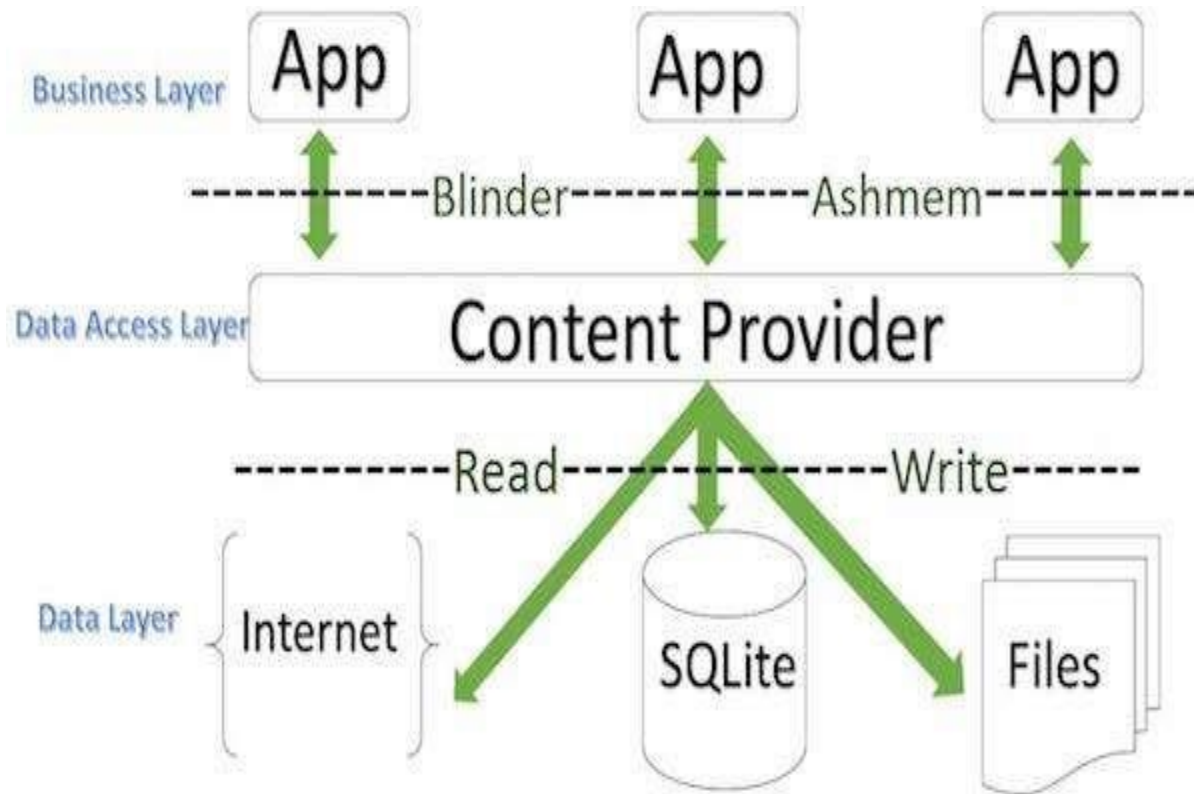 App App App
Business Layer
Blinder Ashmem
Data Access Layer
Content Provider
Read Write
Data Layer
Internet
SQLite
Files